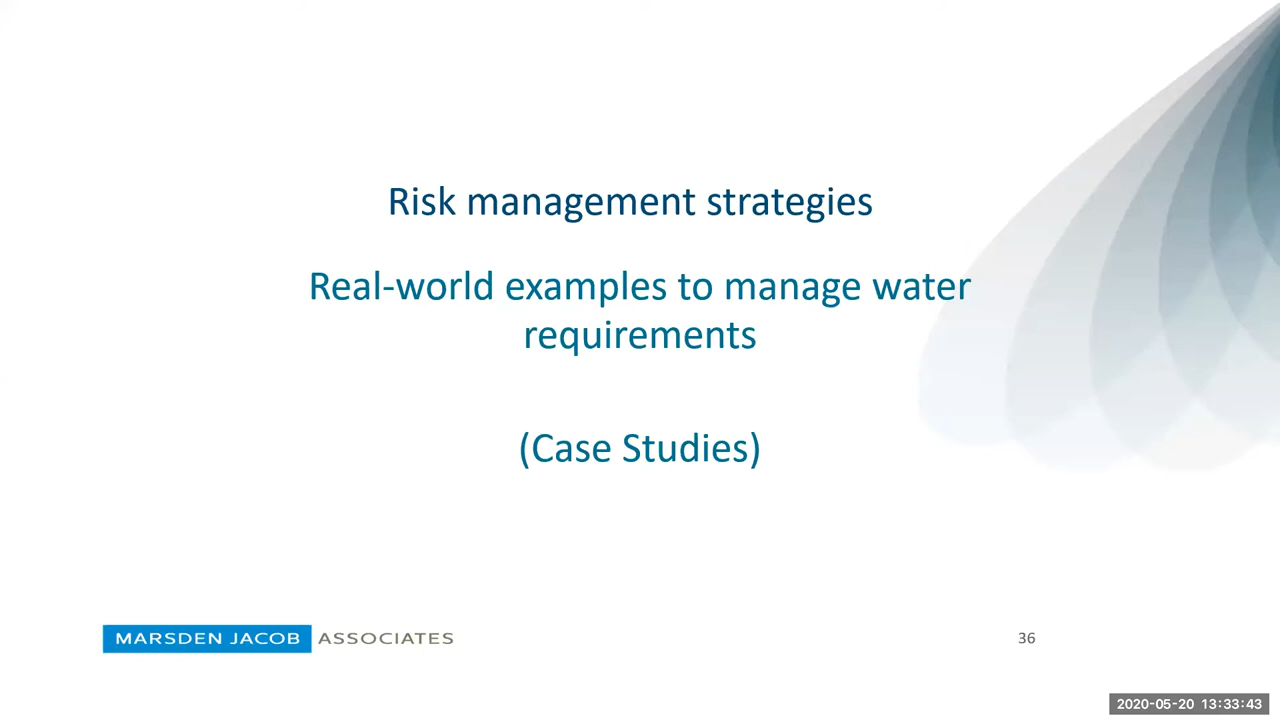 Risk management strategies
Real-world examples to manage water
requirements
(Case Studies)
MARSDEN JACOB ASSOCIATES
36
2020-05-20 13:33:43